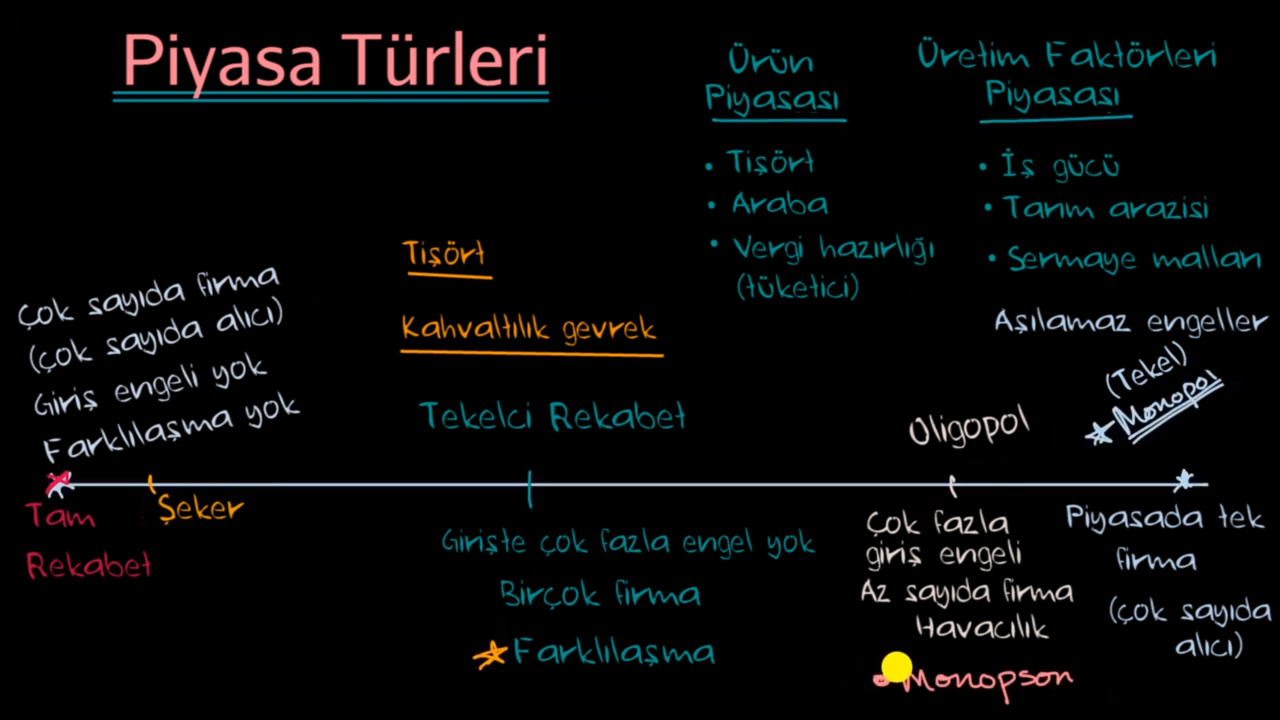 Piyasa Türleri
Ürün
Piyasası
• Tişört
• Araba
• Vergi hazırlığı
(tüketici)
Üretim Faktörleri
Piyasası
• İş gücü
• Tarım arazisi
• Sermaye malları
Çok sayıda firma
(çok sayıda alıcı)
Giriş engeli yok
Farklılaşma yok
Tam
Rekabet
Şeker
Tişört
Kahvaltılık gevrek
Tekelci Rekabet
Girişte çok fazla engel yok
Birçok firma
Farklılaşma
Oligopol
Çok fazla
giriş engeli
Az sayıda firma
Havacılık
Monopson
Aşılamaz engeller
(Tekel)
Monopol
Piyasada tek
firma
(çok sayıda
alıcı)